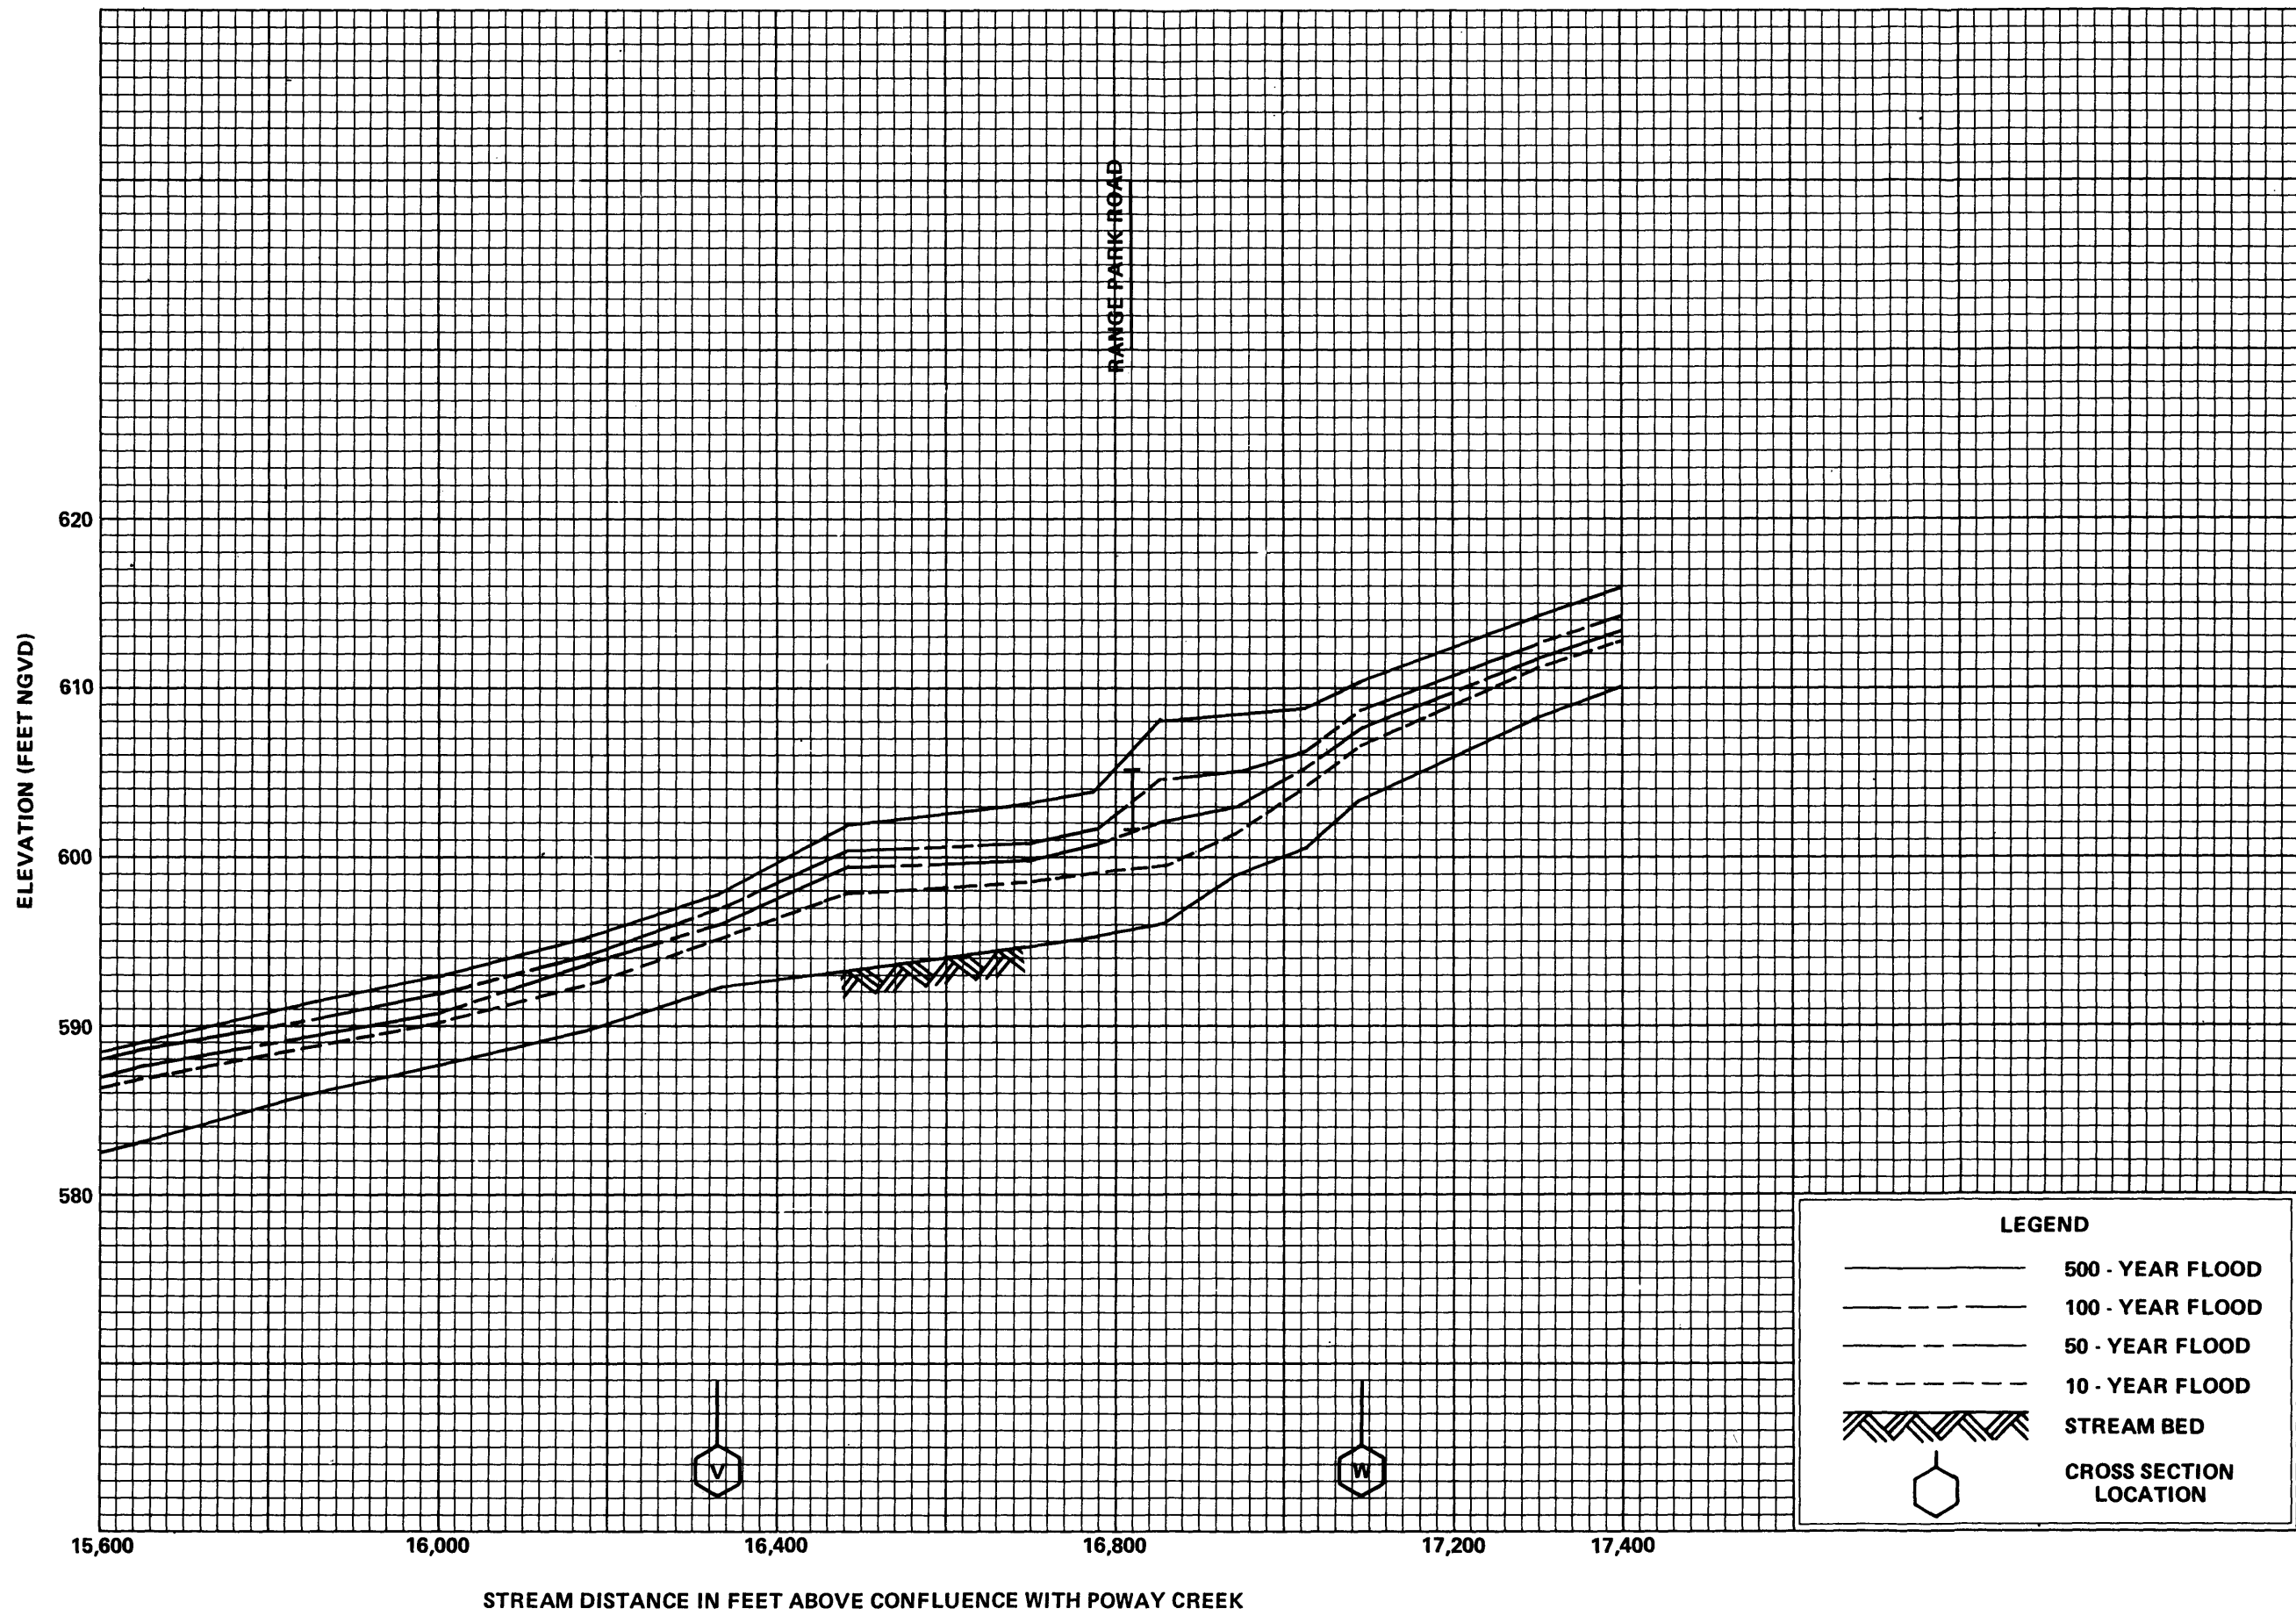 RANGE PARK ROAD
ELEVATION (FEET NGVD)
620
610
600
590
580
V
W
15,600
16,000
16,400
16,800
17,200
17,400
STREAM DISTANCE IN FEET ABOVE CONFLUENCE WITH POWAY CREEK
LEGEND
500 - YEAR FLOOD
100 - YEAR FLOOD
50 - YEAR FLOOD
10 - YEAR FLOOD
STREAM BED
CROSS SECTION
LOCATION